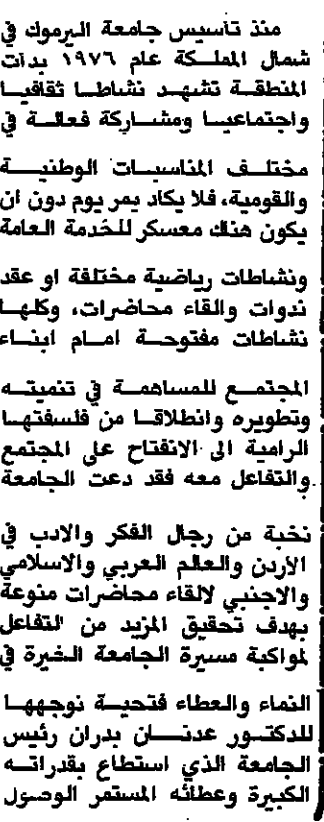 منذ تأسيس جامعة اليرموك في
شمال المملكة عام ١٩٧٦ بدأت
المنطقة تشهد نشاطا ثقافيا
واجتماعيا ومشاركة فعالة في
مختلف المناسبات الوطنية
والقومية، فلا يكاد يمر يوم دون ان
يكون هناك معسكر للخدمة العامة
ونشاطات رياضية مختلفة او عقد
ندوات والقاء محاضرات، وكلها
نشاطات مفتوحة امام ابناء
المجتمع للمساهمة في تنميته
وتطويره وانطلاقا من فلسفتها
الرامية الى الانفتاح على المجتمع
والتفاعل معه فقد دعت الجامعة
نخبة من رجال الفكر والادب في
الأردن والعالم العربي والاسلامي
والاجنبي لالقاء محاضرات منوعة
بهدف تحقيق المزيد من التفاعل
لمواكبة مسيرة الجامعة الخيرة في
النماء والعطاء فتحية نوجهها
للدكتور عدنان بدران رئيس
الجامعة الذي استطاع بقدراته
الكبيرة وعطائه المستمر الوصول